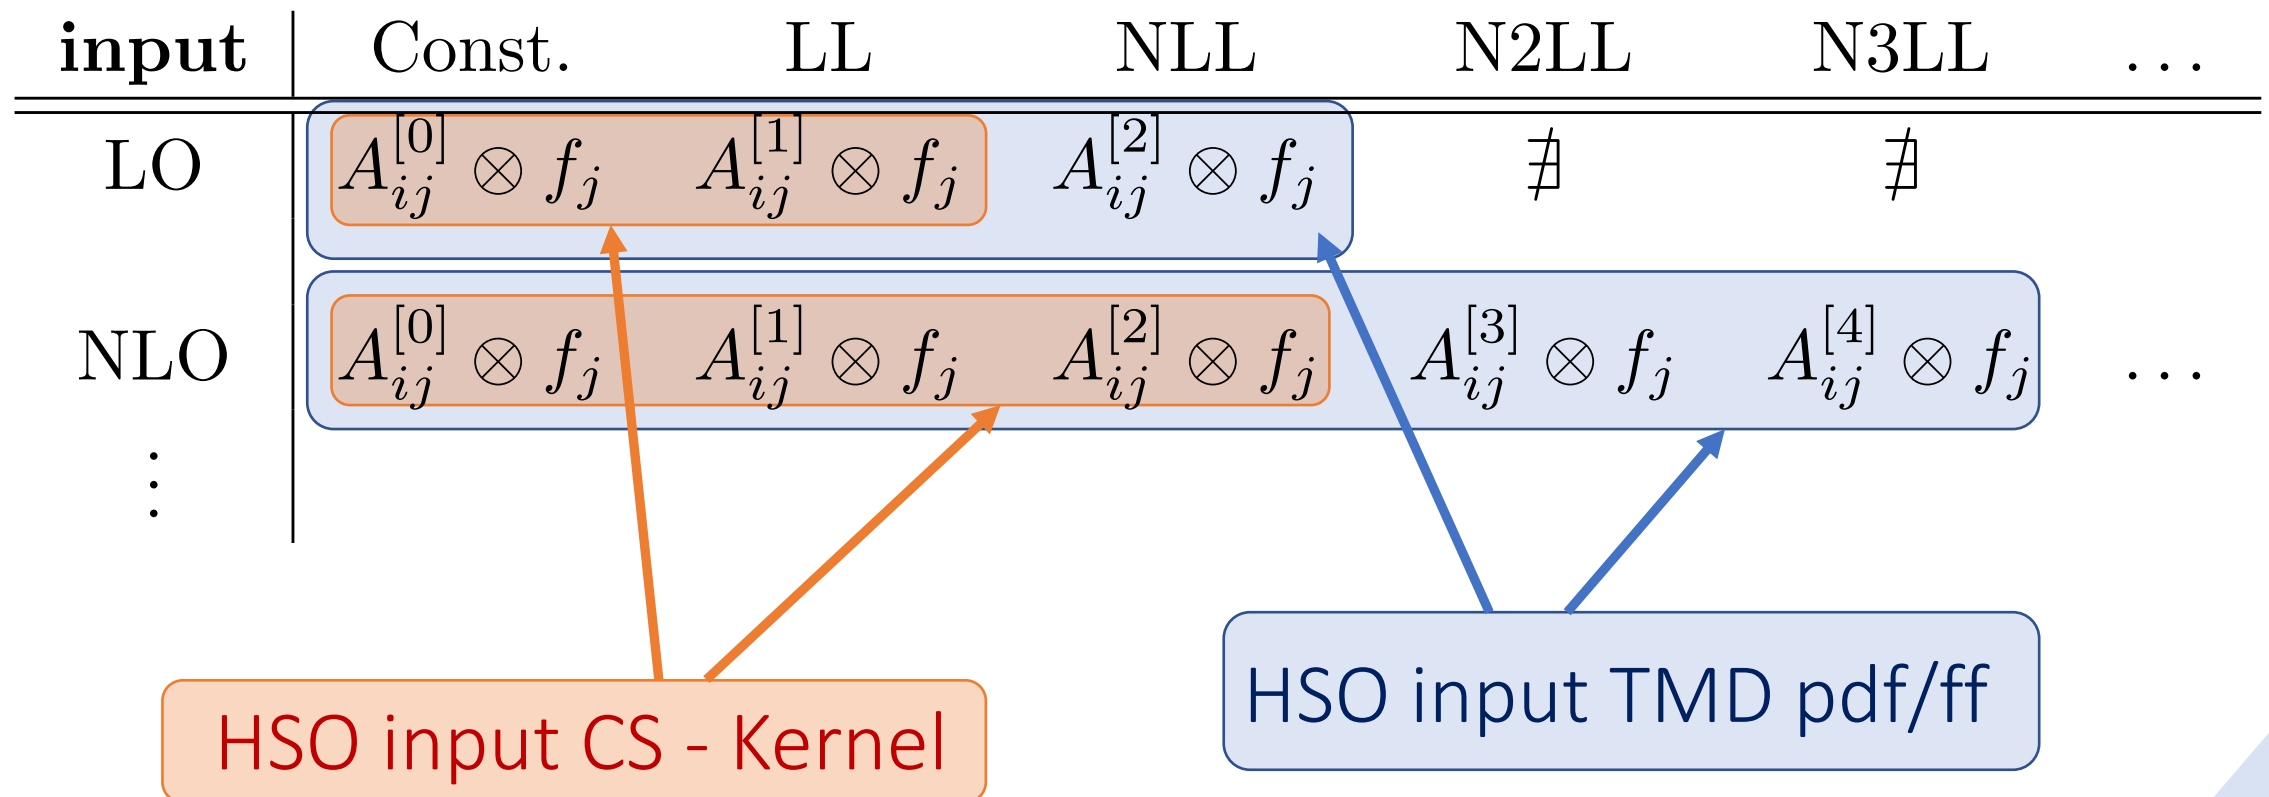 input Const. LL NLL N2LL N3LL ...
LO A_{ij}^{[0]} ⊗ f_j A_{ij}^{[1]} ⊗ f_j A_{ij}^{[2]} ⊗ f_j ∄ ∄
NLO A_{ij}^{[0]} ⊗ f_j A_{ij}^{[1]} ⊗ f_j A_{ij}^{[2]} ⊗ f_j A_{ij}^{[3]} ⊗ f_j A_{ij}^{[4]} ⊗ f_j ...
⋮
HSO input TMD pdf/ff
HSO input CS - Kernel